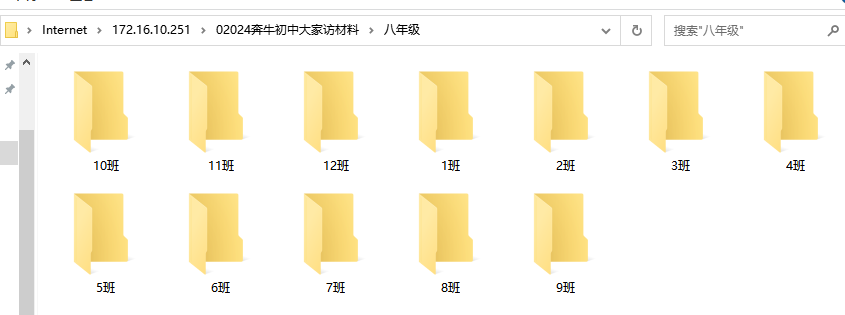 Internet > 172.16.10.251 > 02024奔牛初中大家访材料 > 八年级
搜索"八年级"
10班 11班 12班 1班 2班 3班 4班
5班 6班 7班 8班 9班